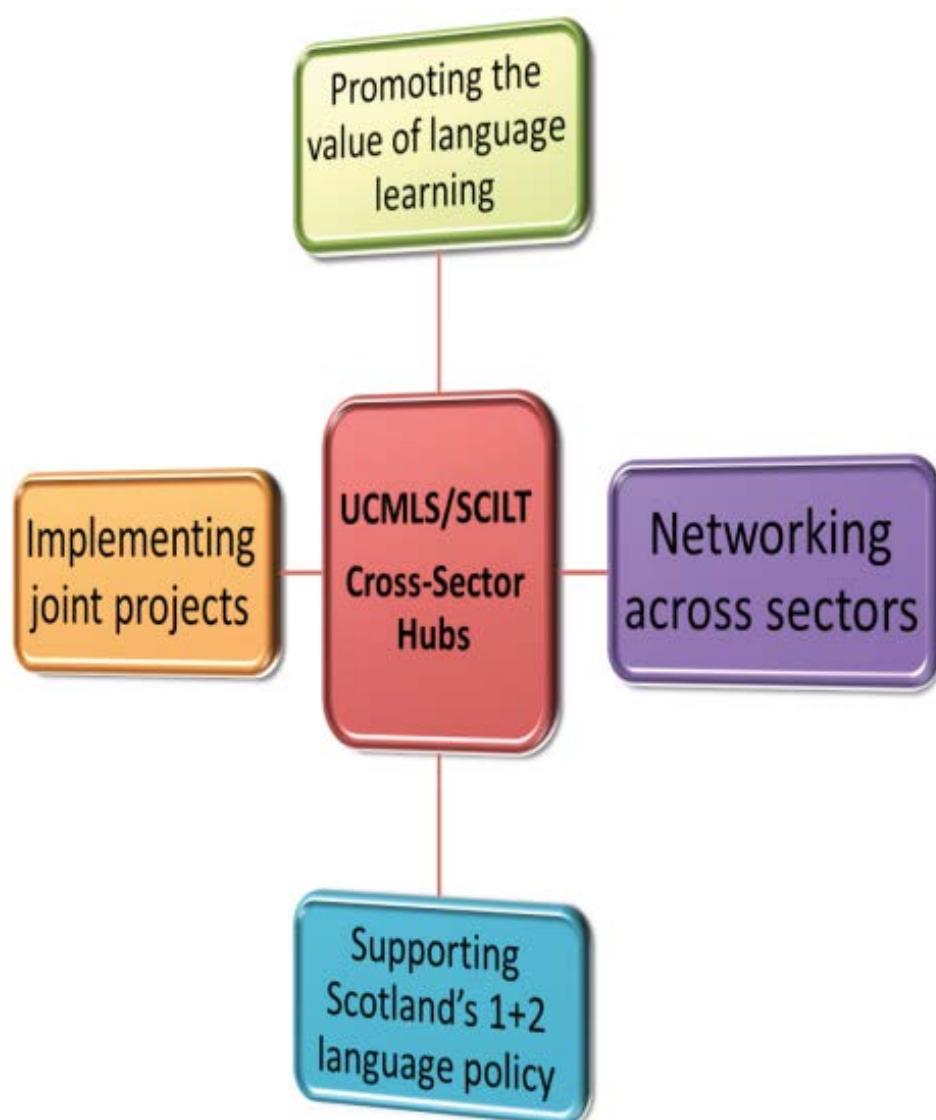 Promoting the
value of language
learning
Implementing
joint projects
UCMLS/SCILT
Cross-Sector
Hubs
Networking
across sectors
Supporting
Scotland’s 1+2
language policy